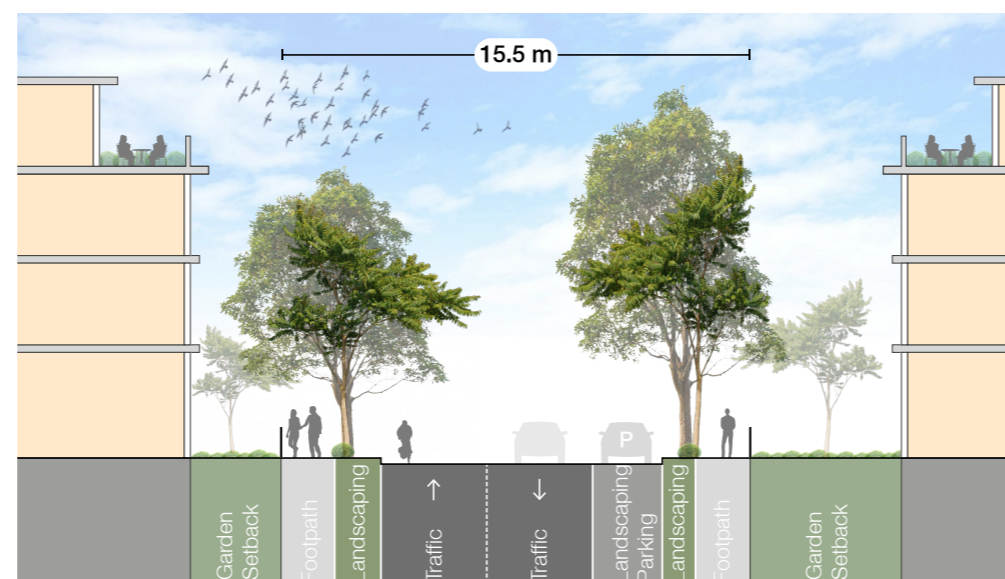 15.5 m
P
Garden
Setback
Footpath
Landscaping
Traffic
Traffic
Landscaping
Parking
Landscaping
Footpath
Garden
Setback